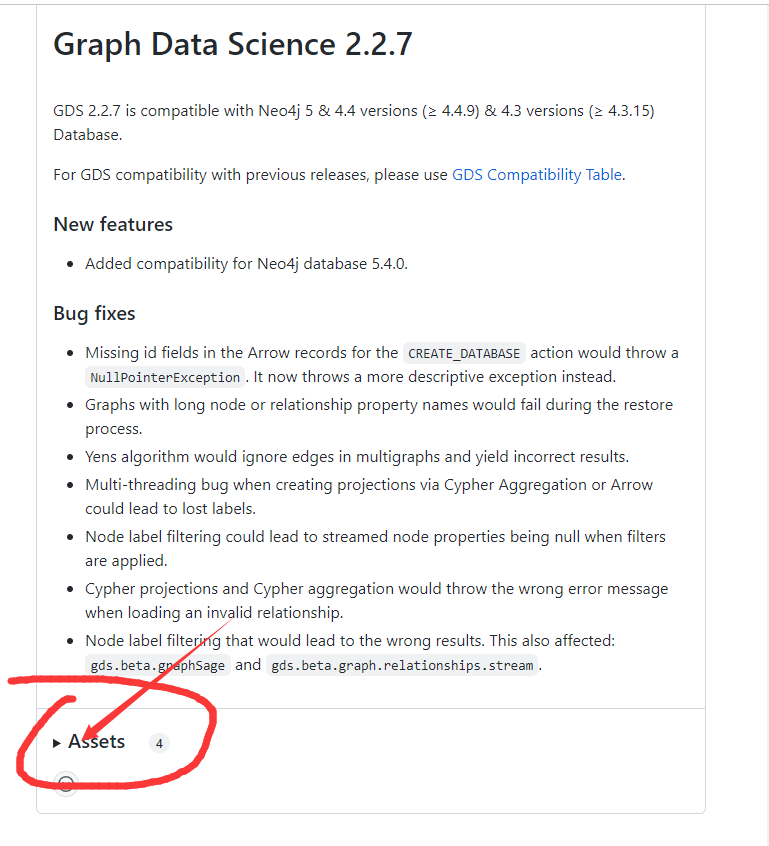 Graph Data Science 2.2.7
GDS 2.2.7 is compatible with Neo4j 5 & 4.4 versions (≥ 4.4.9) & 4.3 versions (≥ 4.3.15)
Database.
For GDS compatibility with previous releases, please use GDS Compatibility Table.
New features
• Added compatibility for Neo4j database 5.4.0.
Bug fixes
• Missing id fields in the Arrow records for the CREATE_DATABASE action would throw a
NullPointerException. It now throws a more descriptive exception instead.
• Graphs with long node or relationship property names would fail during the restore
process.
• Yens algorithm would ignore edges in multigraphs and yield incorrect results.
• Multi-threading bug when creating projections via Cypher Aggregation or Arrow
could lead to lost labels.
• Node label filtering could lead to streamed node properties being null when filters
are applied.
• Cypher projections and Cypher aggregation would throw the wrong error message
when loading an invalid relationship.
• Node label filtering that would lead to the wrong results. This also affected:
gds.beta.graphSage and gds.beta.graph.relationships.stream.
Assets 4